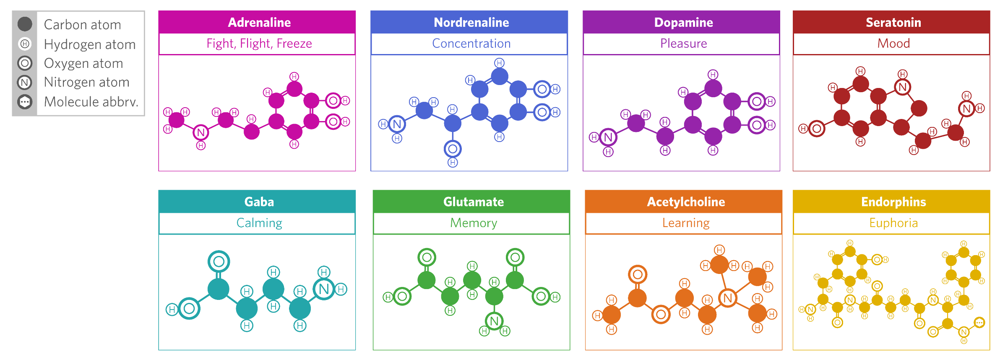 Carbon atom
H Hydrogen atom
Oxygen atom
N Nitrogen atom
Molecule abbrv.
Adrenaline
Fight, Flight, Freeze
H
H
H
H
H
H
H
H
H
H
N
H
H
Nordrenaline
Concentration
H
H
H
H
H
H
H
H
N
H
H
H
Dopamine
Pleasure
H
H
H
H
H
H
H
H
N
H
H
H
Seratonin
Mood
H
H
H
N
H
H
N
H
H
H
H
H
H
Gaba
Calming
H
H
H
H
N
H
H
H
H
H
Glutamate
Memory
H
H
H
H
H
H
H
N
H
H
Acetylcholine
Learning
H
H
H
H
H
H
H
H
H
N
H
H
H
H
H
H
H
Endorphins
Euphoria
H
H
H
H
H
H
H
H
H
H
H
H
H
N
H
H
N
H
H
H
N
H
H
H
H
H
H
N
H